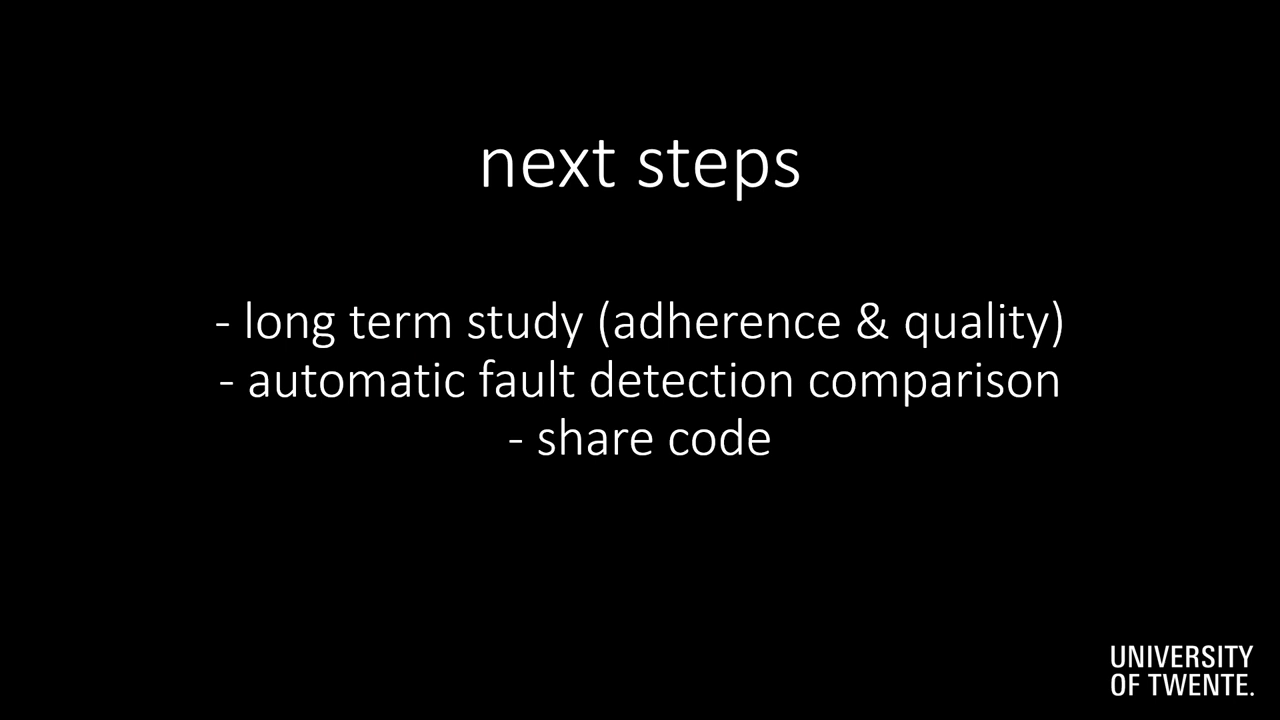 next steps
- long term study (adherence & quality)
- automatic fault detection comparison
- share code
UNIVERSITY
OF TWENTE.